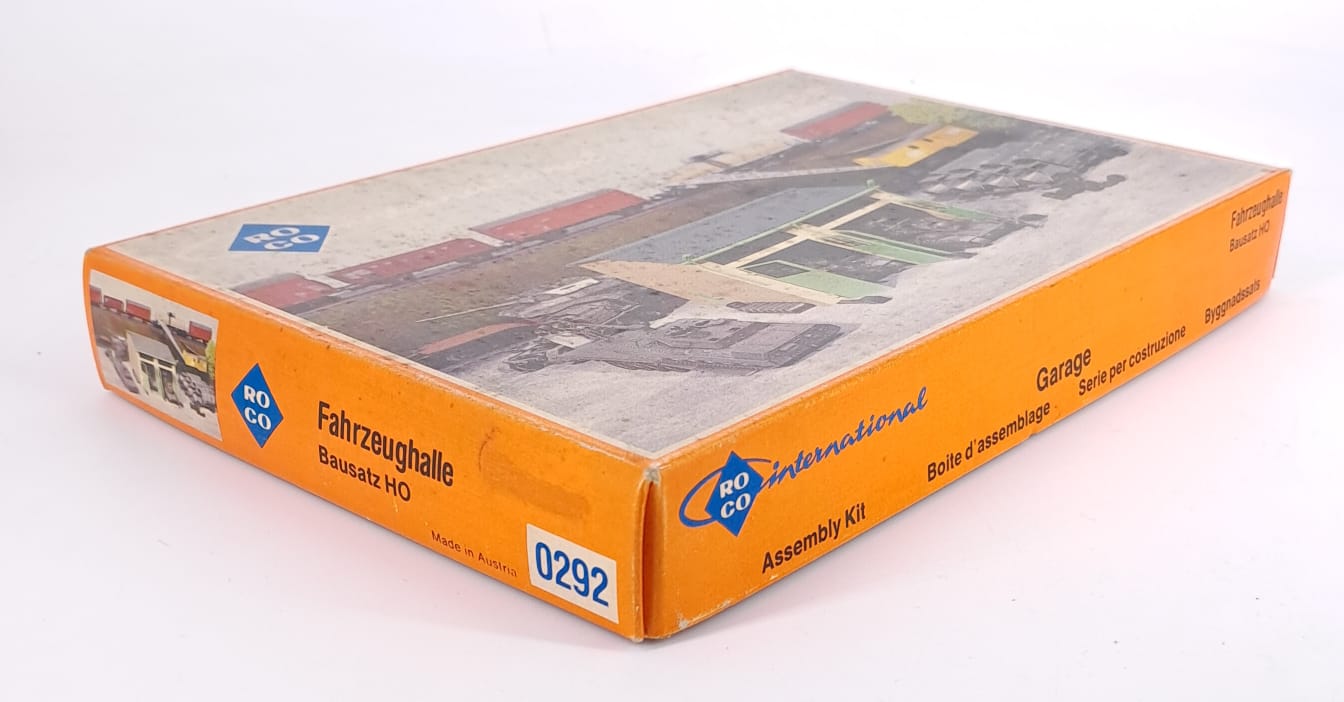 RO
CO
RO
CO
Fahrzeughalle
Bausatz HO
Made in Austria
0292
RO
CO
international
Assembly Kit
Garage
Boite d'assemblage
Serie per costruzione
Byggnadssats
Fahrzeughalle
Bausatz HO